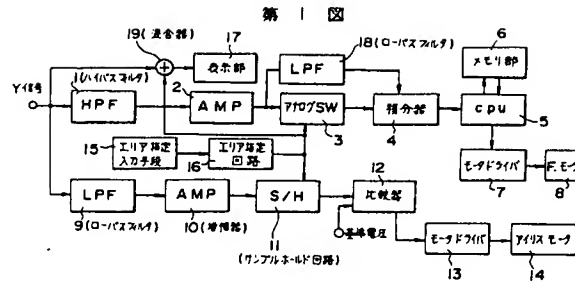 第 1 図
19(混合器)
17
表示部
18(ローパスフィルタ)
LPF
6
メモリ部
Y信号
1(ハイパスフィルタ)
HPF
2
AMP
アナログSW
3
積分器
4
cpu
5
15
エリア指定
入力手段
エリア指定
回路
16
12
比較器
モータドライバ
7
F.モータ
8
LPF
9(ローパスフィルタ)
AMP
10(増幅器)
S/H
11
(サンプルホールド回路)
基準電圧
モータドライバ
13
アイリスモータ
14